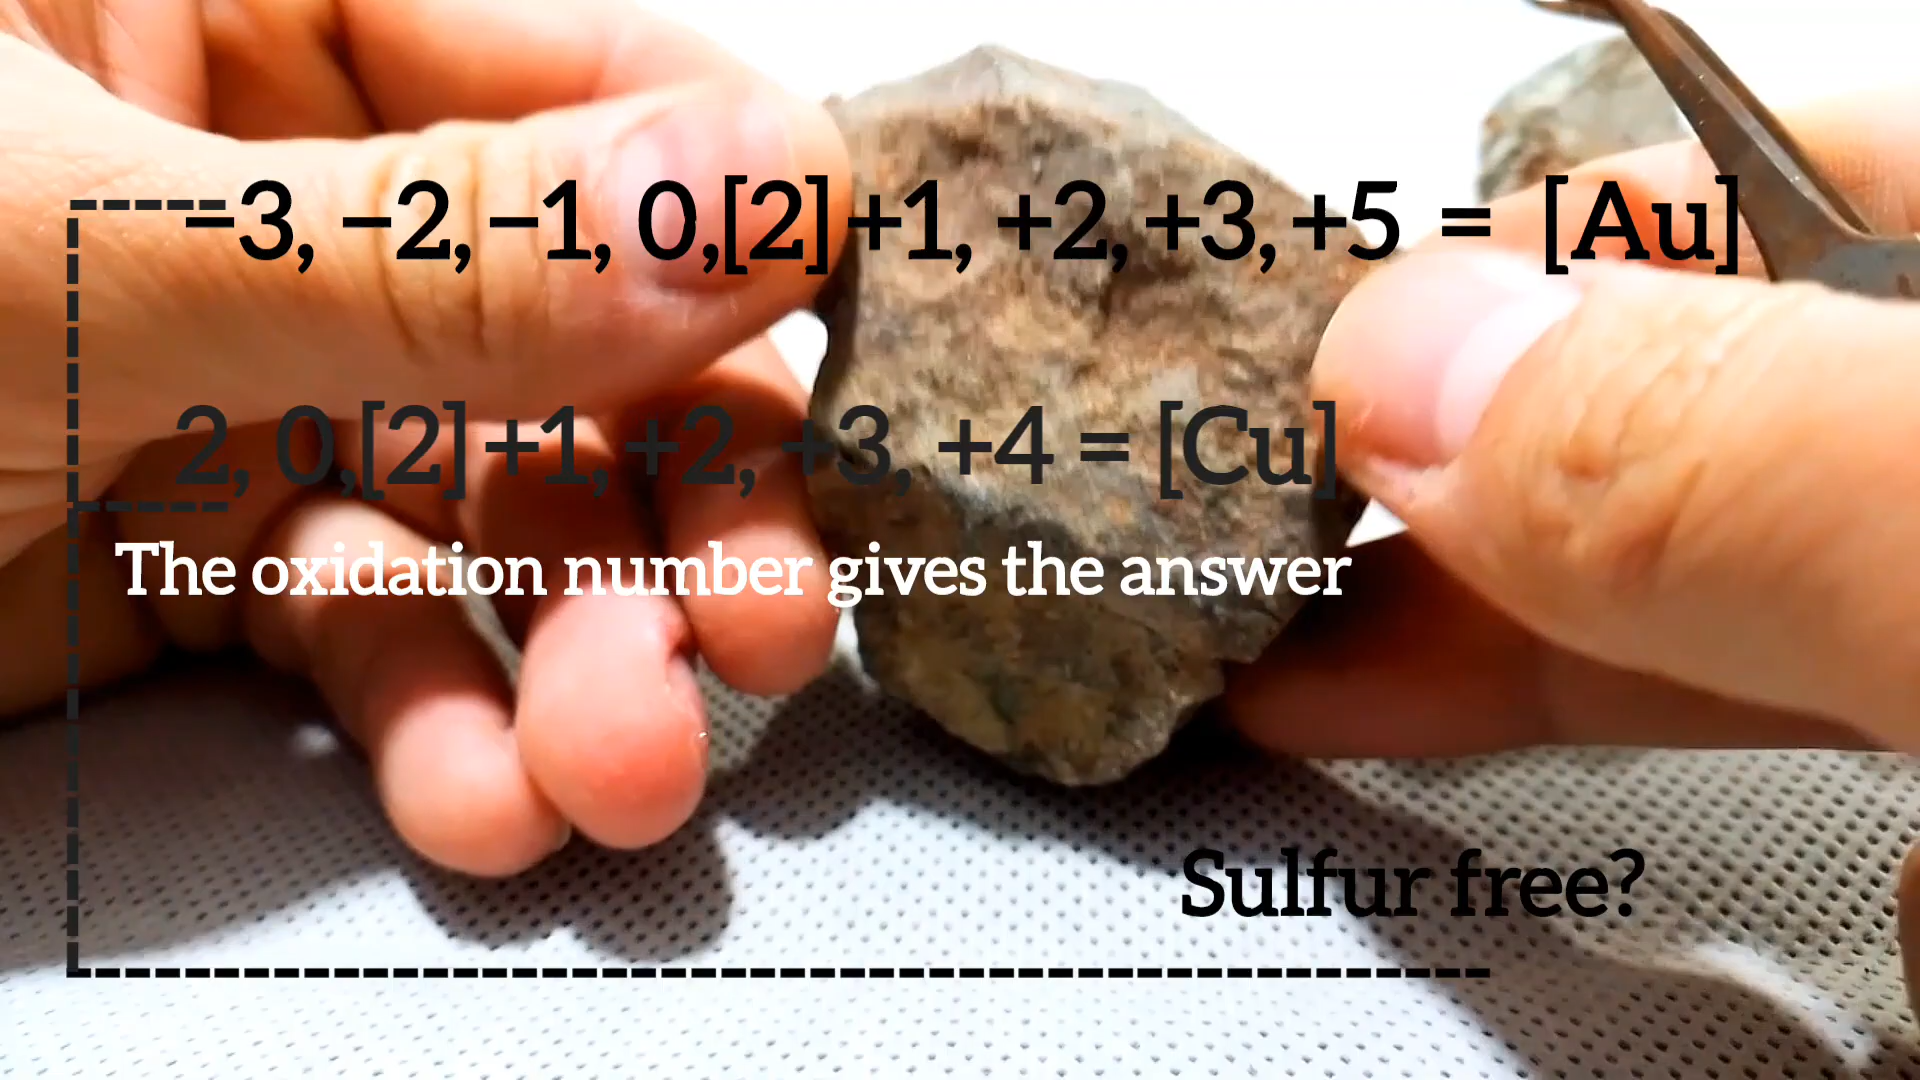 −3, −2, −1, 0,[2] +1, +2, +3, +5 = [Au]
2, 0,[2] +1, +2, +3, +4 = [Cu]
The oxidation number gives the answer
Sulfur free?